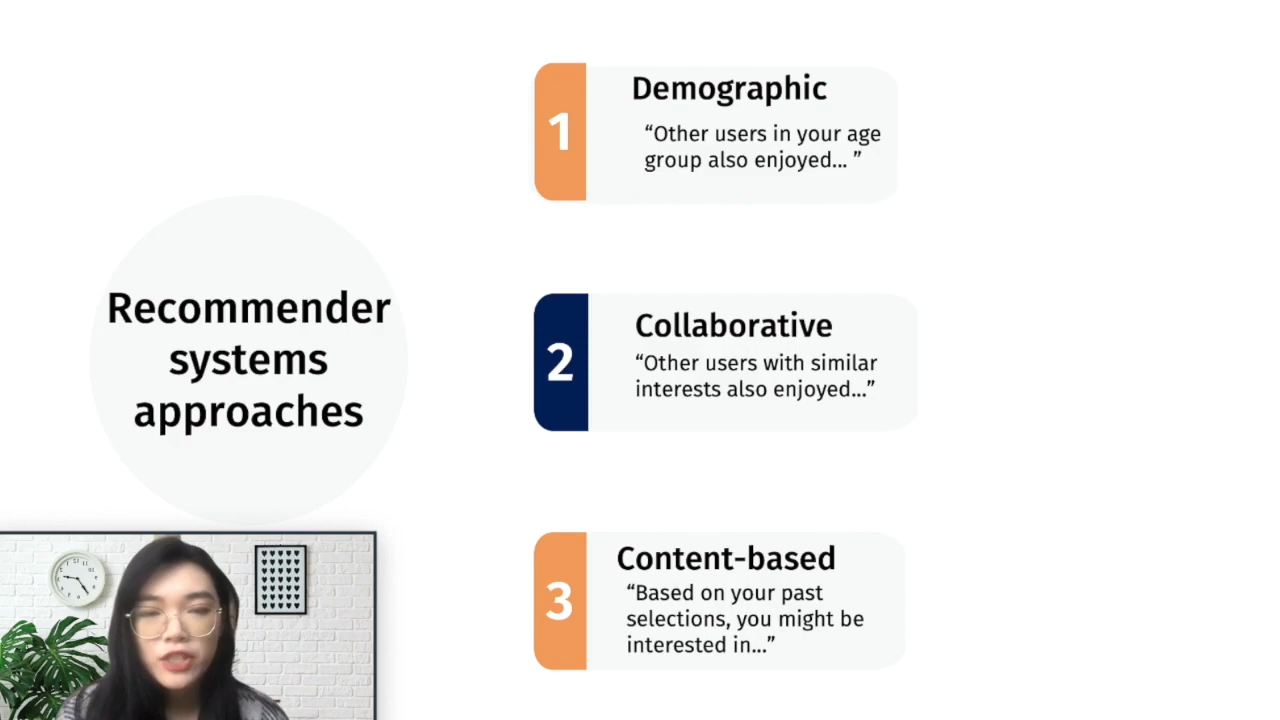 Recommender
systems
approaches
1
Demographic
“Other users in your age
group also enjoyed... ”
2
Collaborative
“Other users with similar
interests also enjoyed...”
3
Content-based
“Based on your past
selections, you might be
interested in...”